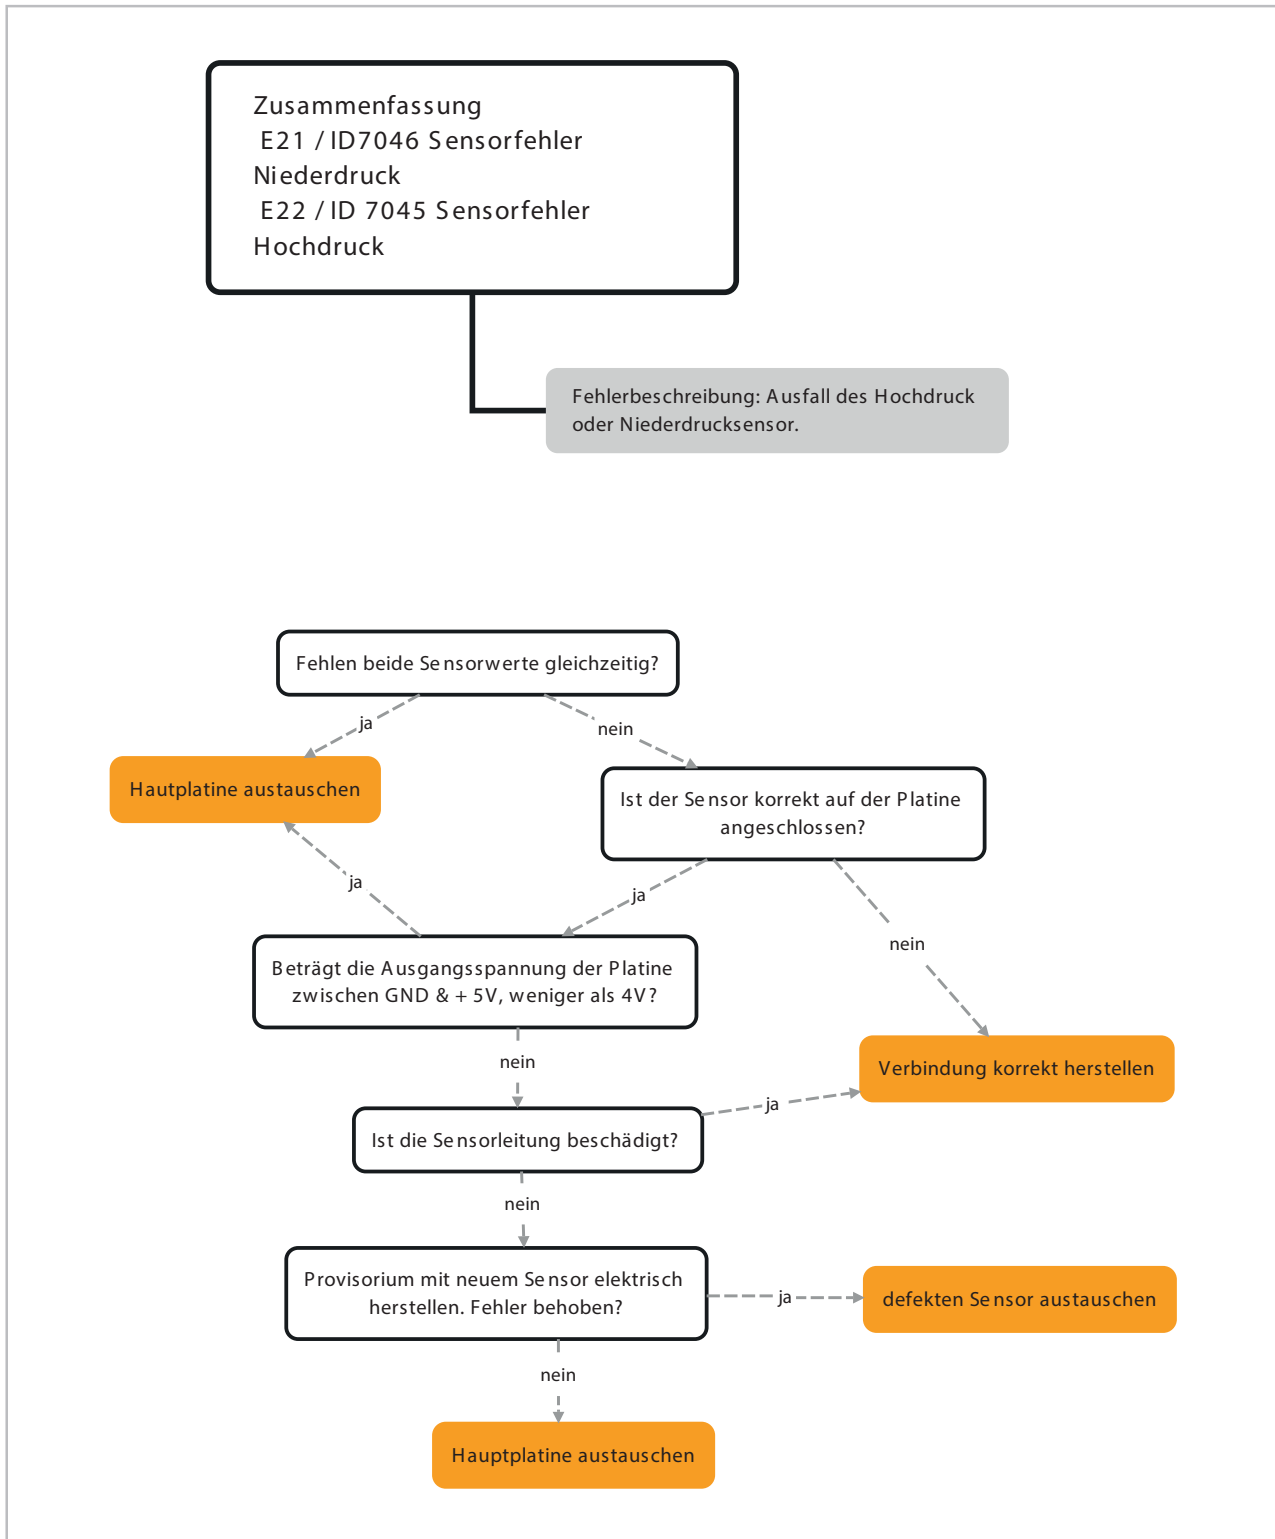 Zusammenfassung
E21 / ID7046 Sensorfehler
Niederdruck
E22 / ID 7045 Sensorfehler
Hochdruck
Fehlerbeschreibung: Ausfall des Hochdruck
oder Niederdrucksensor.
Fehlen beide Sensorwerte gleichzeitig?
ja
nein
Hautplatine austauschen
Ist der Sensor korrekt auf der Platine
angeschlossen?
ja
ja
nein
Beträgt die Ausgangsspannung der Platine
zwischen GND & + 5V, weniger als 4V?
nein
Verbindung korrekt herstellen
ja
Ist die Sensorleitung beschädigt?
nein
Provisorium mit neuem Sensor elektrisch
herstellen. Fehler behoben?
ja
defekten Sensor austauschen
nein
Hauptplatine austauschen